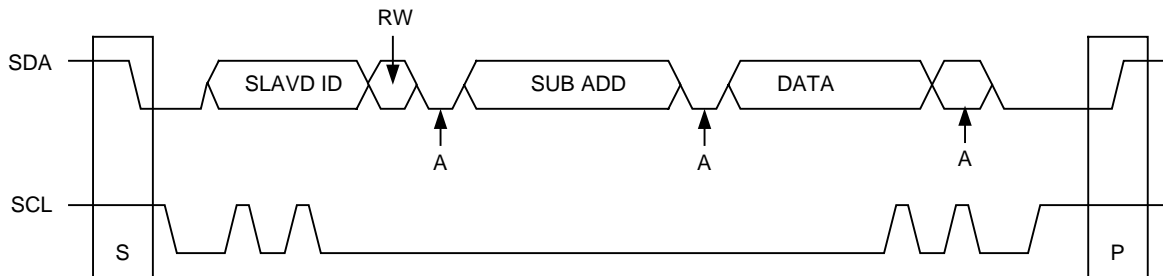 RW
SDA
SLAVD ID
SUB ADD
DATA
A
A
A
SCL
S
P